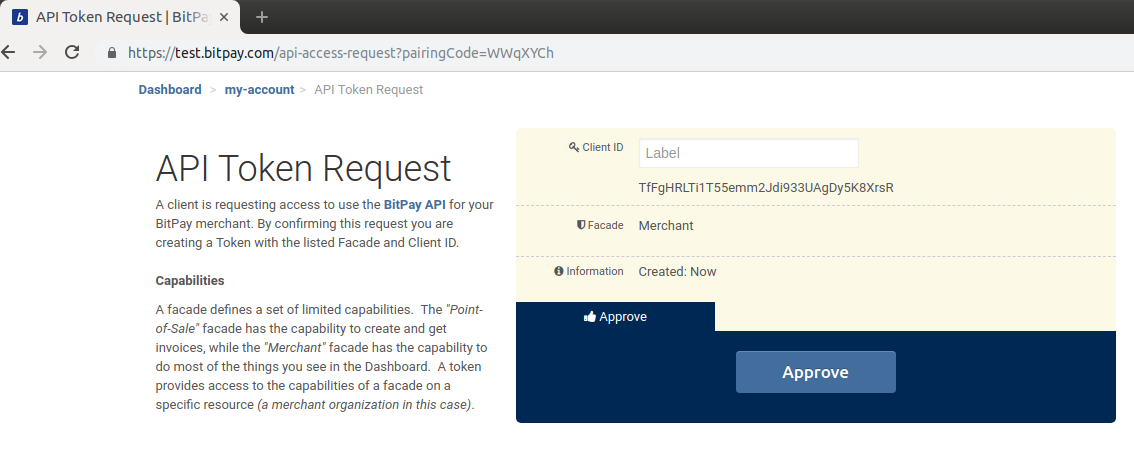 b API Token Request | BitPa
https://test.bitpay.com/api-access-request?pairingCode=WWqXYCh
Dashboard > my-account > API Token Request
API Token Request
A client is requesting access to use the BitPay API for your
BitPay merchant. By confirming this request you are
creating a Token with the listed Facade and Client ID.
Capabilities
A facade defines a set of limited capabilities. The "Point-
of-Sale" facade has the capability to create and get
invoices, while the "Merchant" facade has the capability to
do most of the things you see in the Dashboard. A token
provides access to the capabilities of a facade on a
specific resource (a merchant organization in this case).
Client ID Label
TfFgHRLTi1T55emm2Jdi933UAgDy5K8XrsR
Facade Merchant
Information Created: Now
Approve
Approve